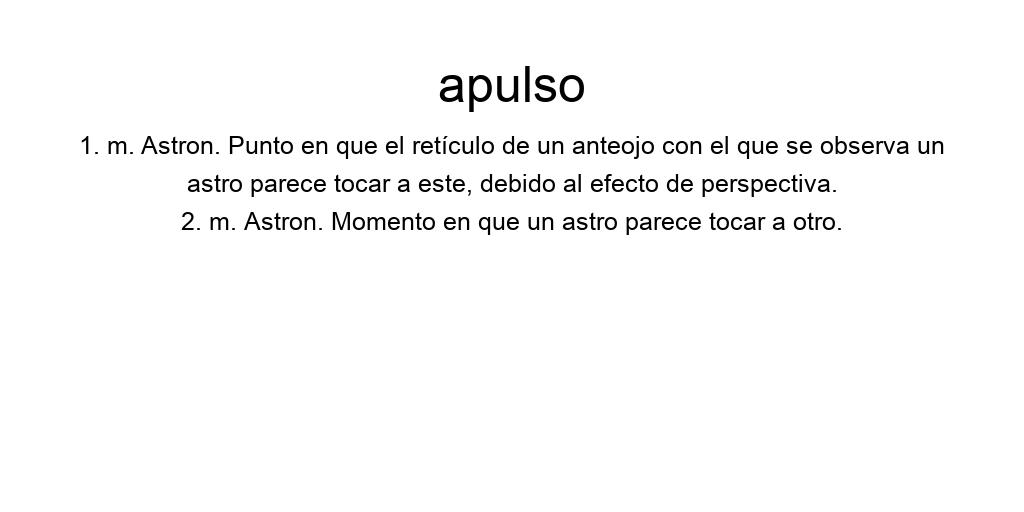 apulso
1. m. Astron. Punto en que el retículo de un anteojo con el que se observa un
astro parece tocar a este, debido al efecto de perspectiva.
2. m. Astron. Momento en que un astro parece tocar a otro.